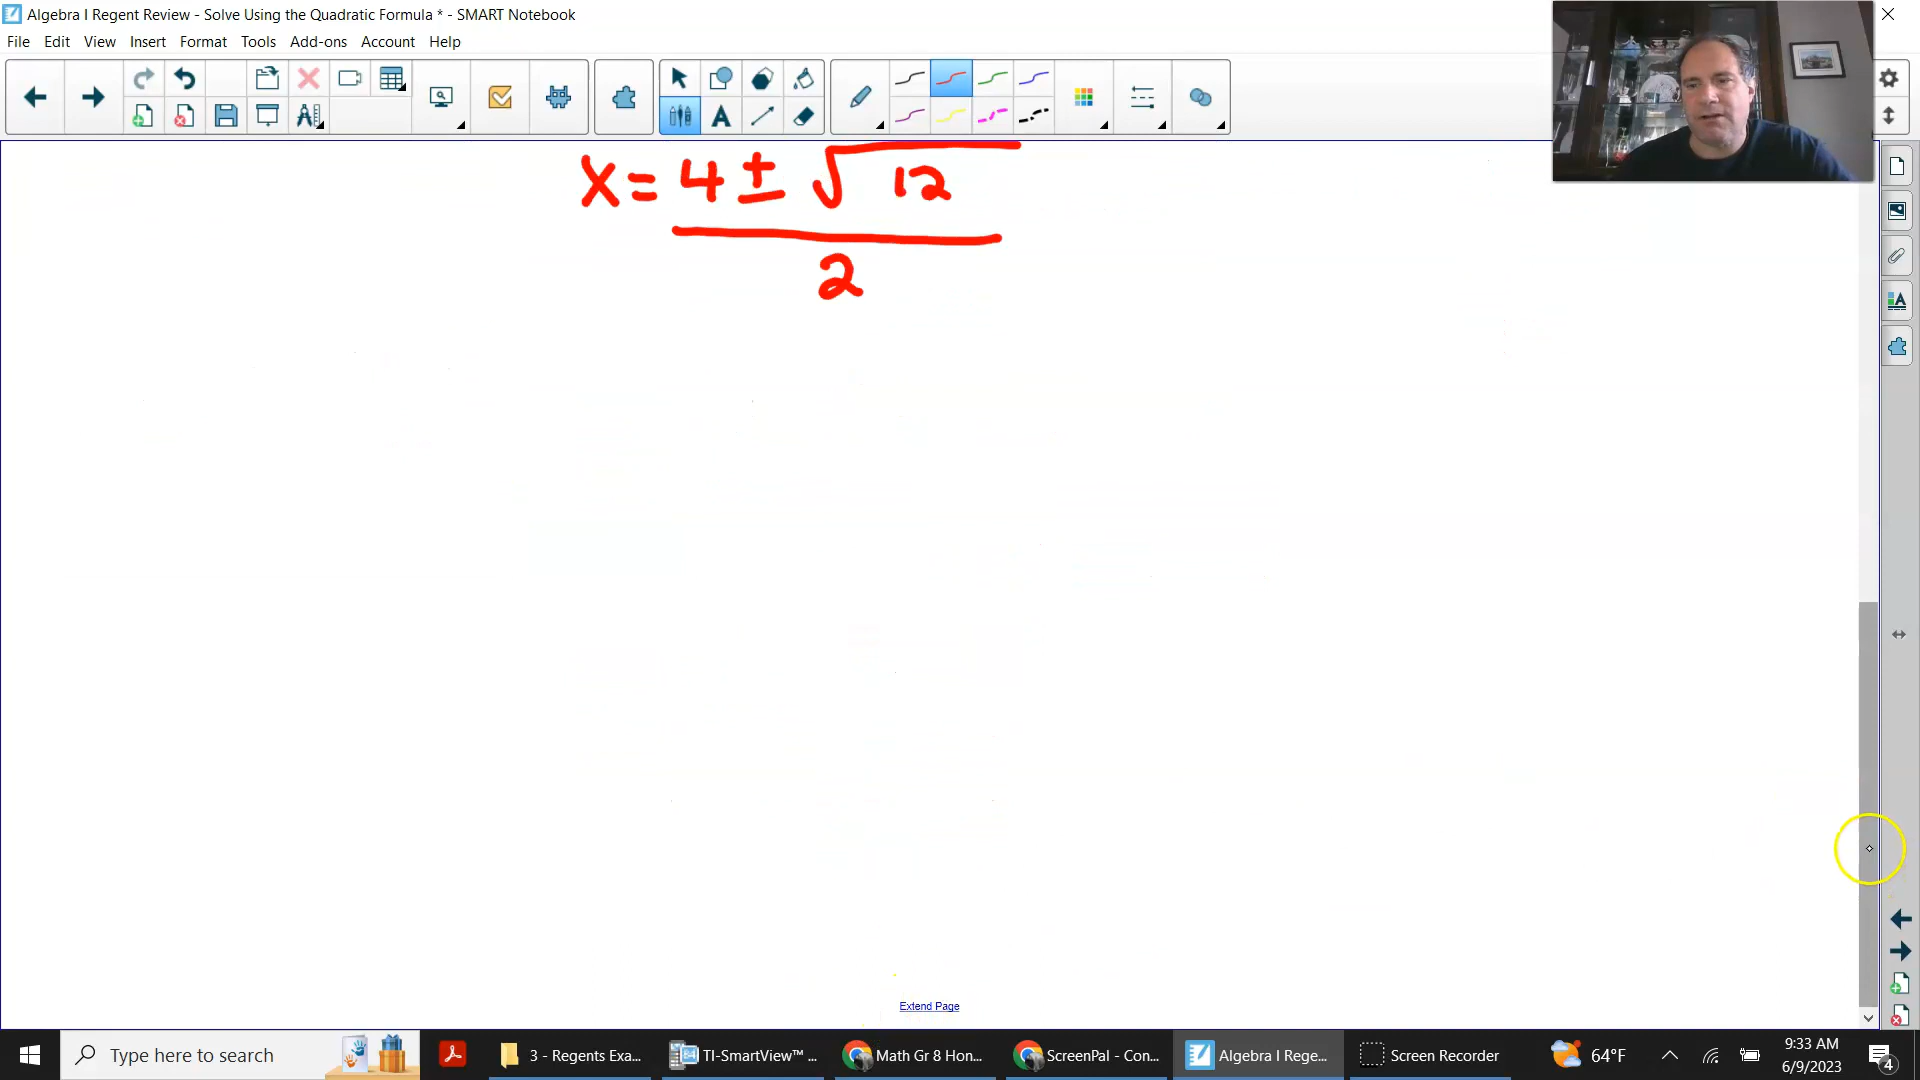 Algebra I Regent Review - Solve Using the Quadratic Formula * - SMART Notebook
File Edit View Insert Format Tools Add-ons Account Help
A
x = 4 ± √12
2
A
Extend Page
Type here to search
3 - Regents Exa...
TI-SmartView™ ...
Math Gr 8 Hon...
ScreenPal - Con...
Algebra I Rege...
Screen Recorder
64°F
9:33 AM
6/9/2023
4